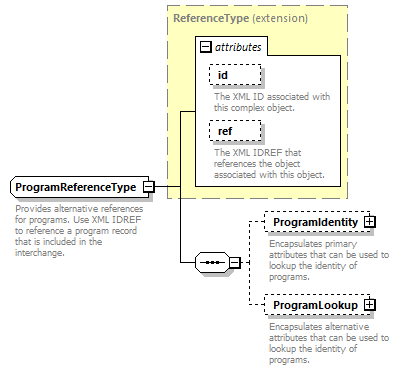 ReferenceType (extension)
attributes
id
The XML ID associated with
this complex object.
ref
The XML IDREF that
references the object
associated with this object.
ProgramReferenceType
Provides alternative references
for programs. Use XML IDREF
to reference a program record
that is included in the
interchange.
ProgramIdentity
Encapsulates primary
attributes that can be used to
lookup the identity of
programs.
ProgramLookup
Encapsulates alternative
attributes that can be used to
lookup the identity of
programs.